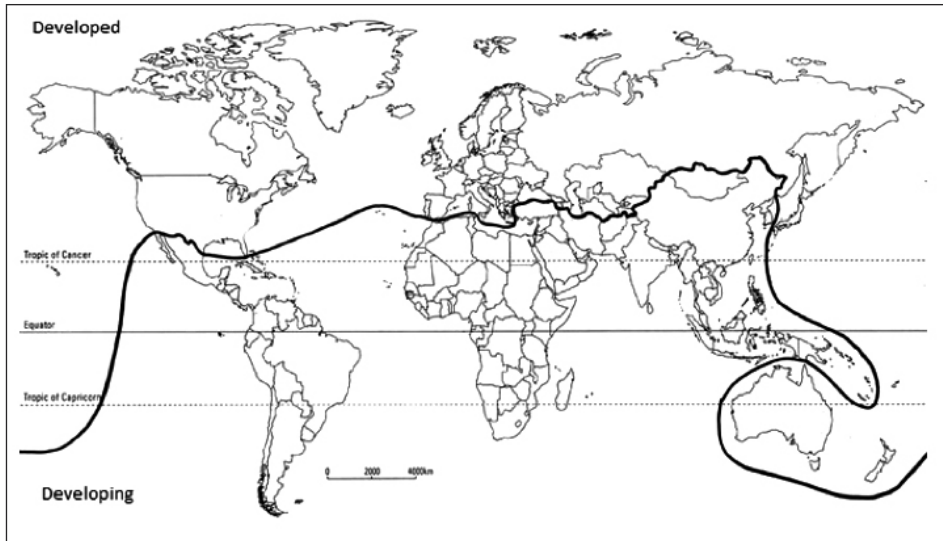 Developed
Tropic of Cancer
Equator
Tropic of Capricorn
0 2000 4000km
Developing